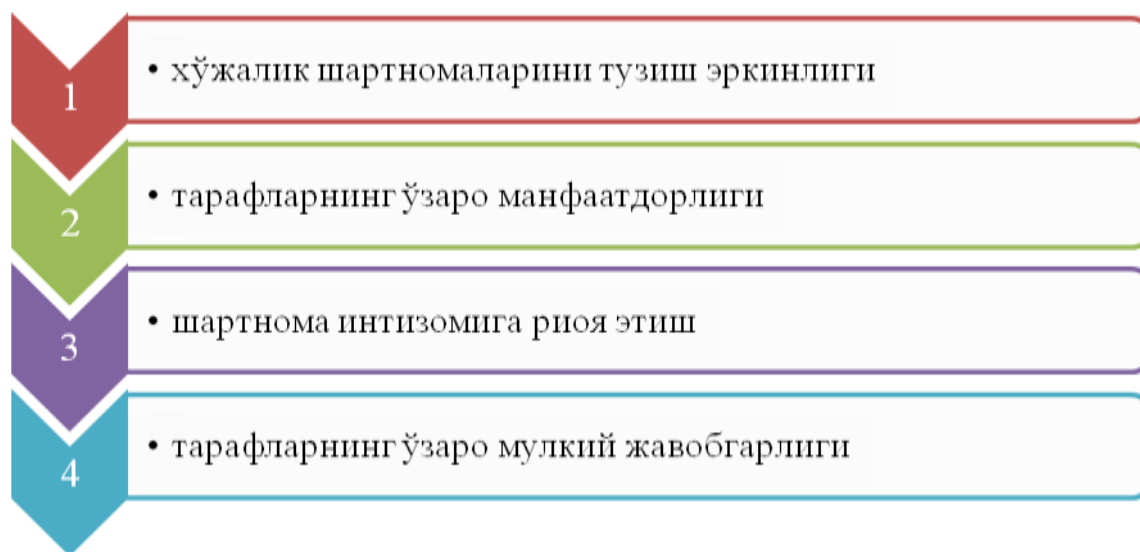 1
• хўжалик шартномаларини тузиш эркинлиги
2
• тарафларнинг ўзаро манфаатдорлиги
3
• шартнома интизомига риоя этиш
4
• тарафларнинг ўзаро мулкий жавобгарлиги